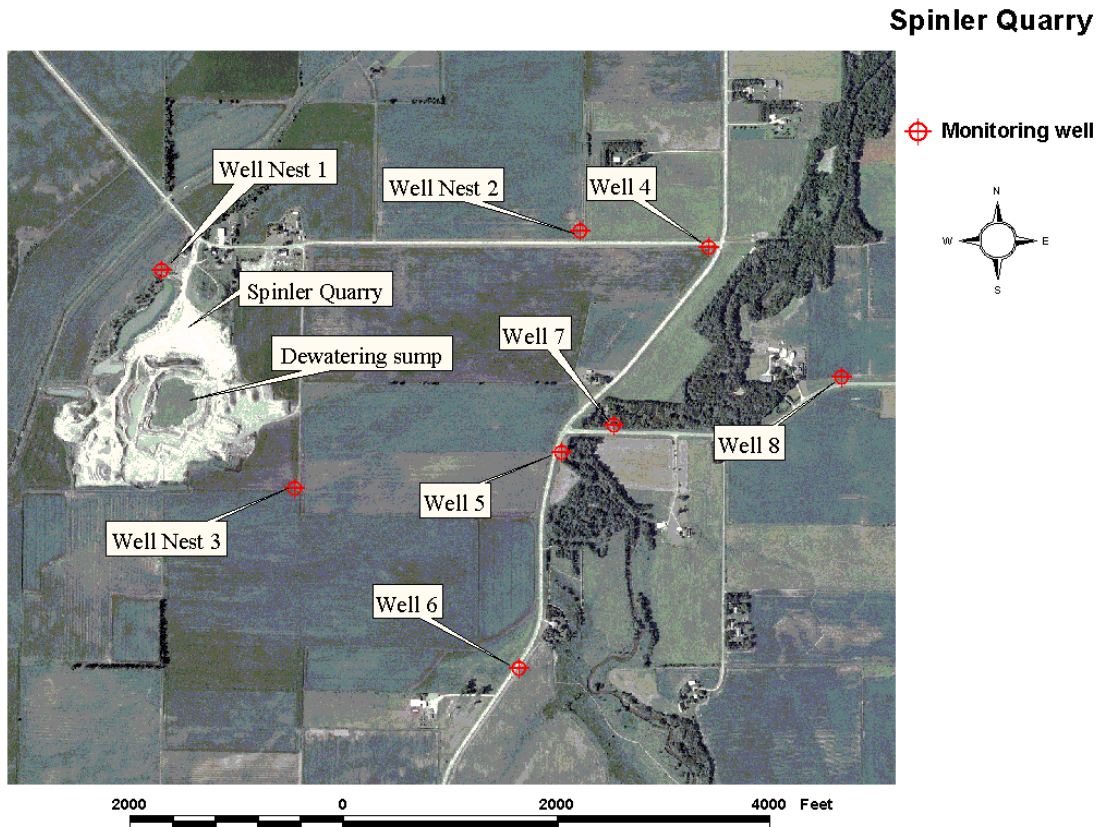 Spinler Quarry
Monitoring well
Well Nest 1
Well Nest 2
Well 4
N
W
E
S
Spinler Quarry
Well 7
Dewatering sump
Well 8
Well 5
Well Nest 3
Well 6
2000
0
2000
4000
Feet